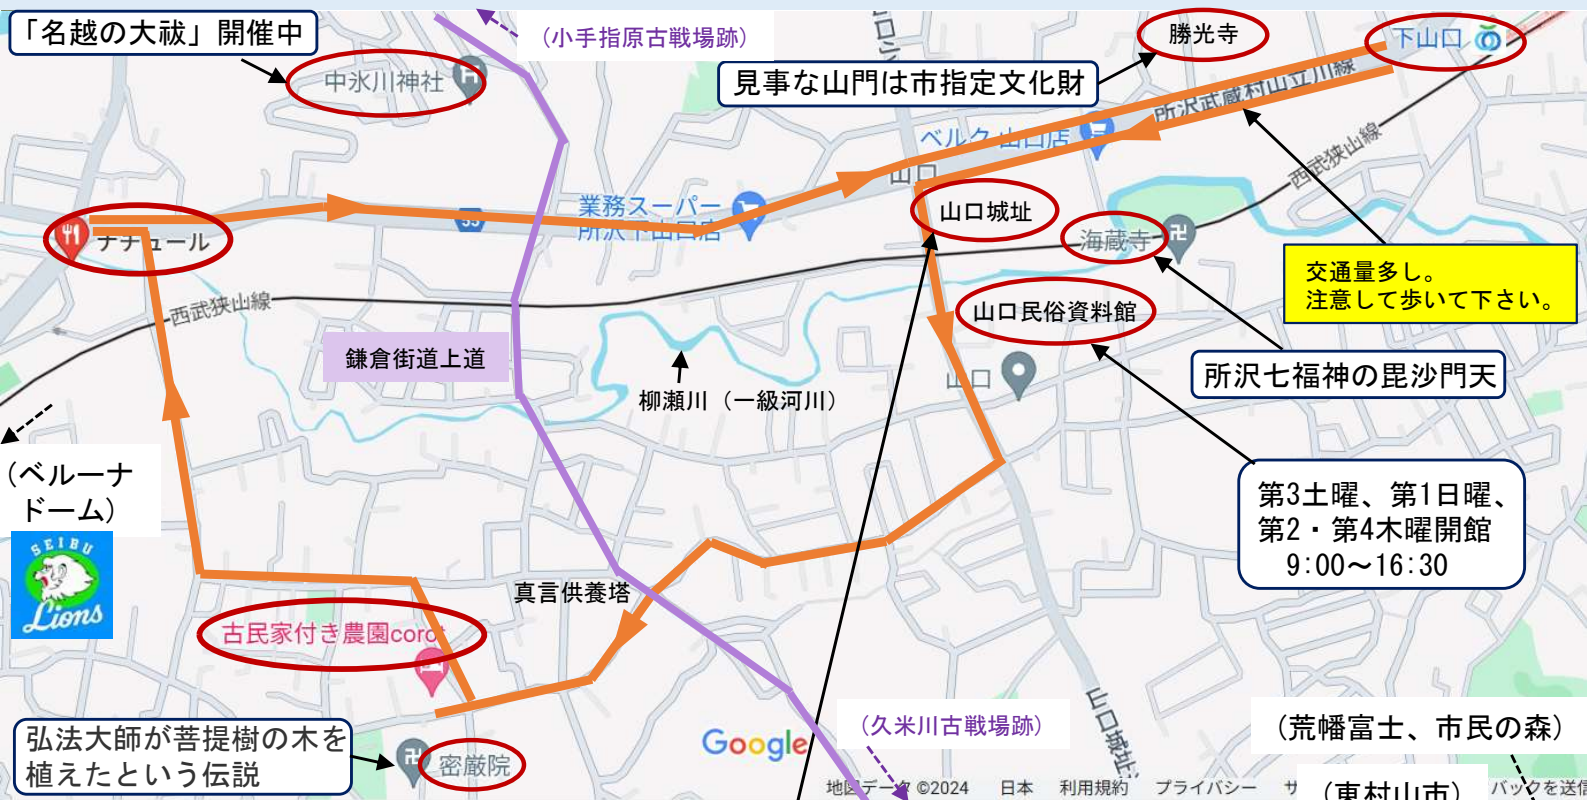 「名越の大祓」開催中
(小手指原古戦場跡)
勝光寺
下山口
中氷川神社
見事な山門は市指定文化財
所沢武蔵村山立川線
ベルク 山口店
西武狭山線
山口
業務スーパー
所沢下山口店
55
山口城址
ナチュール
海蔵寺
交通量多し。
注意して歩いて下さい。
西武狭山線
山口民俗資料館
鎌倉街道上道
所沢七福神の毘沙門天
山口
柳瀬川(一級河川)
(ベルーナ
ドーム)
第3土曜、第1日曜、
第2・第4木曜開館
9:00～16:30
SEIBU
Lions
真言供養塔
古民家付き農園corot
(久米川古戦場跡)
(荒幡富士、市民の森)
弘法大師が菩提樹の木を
植えたという伝説
密厳院
Google
山口城址
地図データ ©2024 日本 利用規約 プライバシー
(東村山市)
バックを送信